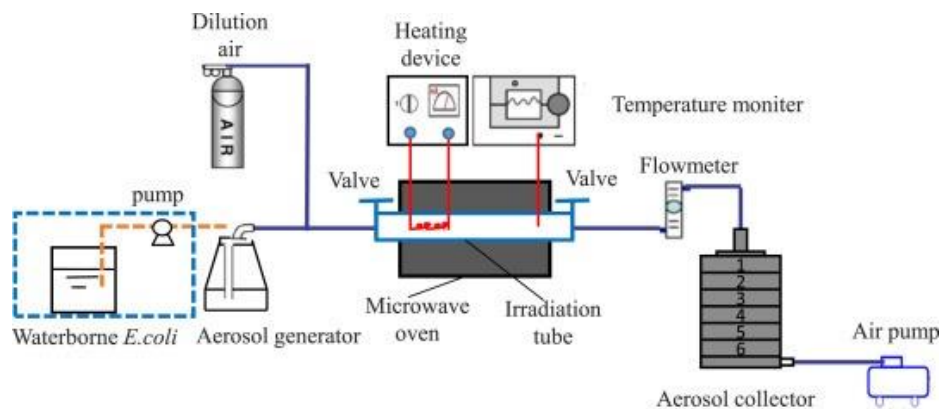 Dilution
air
AIR
Heating
device
Temperature moniter
Flowmeter
Valve
Valve
pump
1
2
3
4
5
6
Waterborne E.coli
Aerosol generator
Microwave
oven
Irradiation
tube
Air pump
Aerosol collector